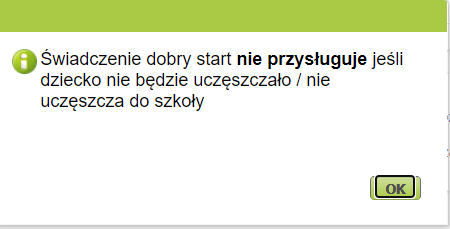 Świadczenie dobry start nie przysługuje jeśli
dziecko nie będzie uczęszczało / nie
uczęszcza do szkoły
OK